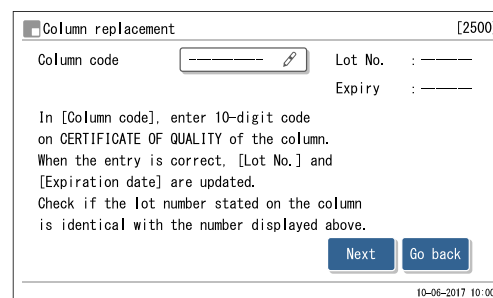 Column replacement [2500
Column code ———————— Lot No. : ————
Expiry : ————
In [Column code], enter 10-digit code
on CERTIFICATE OF QUALITY of the column.
When the entry is correct, [Lot No.] and
[Expiration date] are updated.
Check if the lot number stated on the column
is identical with the number displayed above.
Next Go back
10-06-2017 10:00